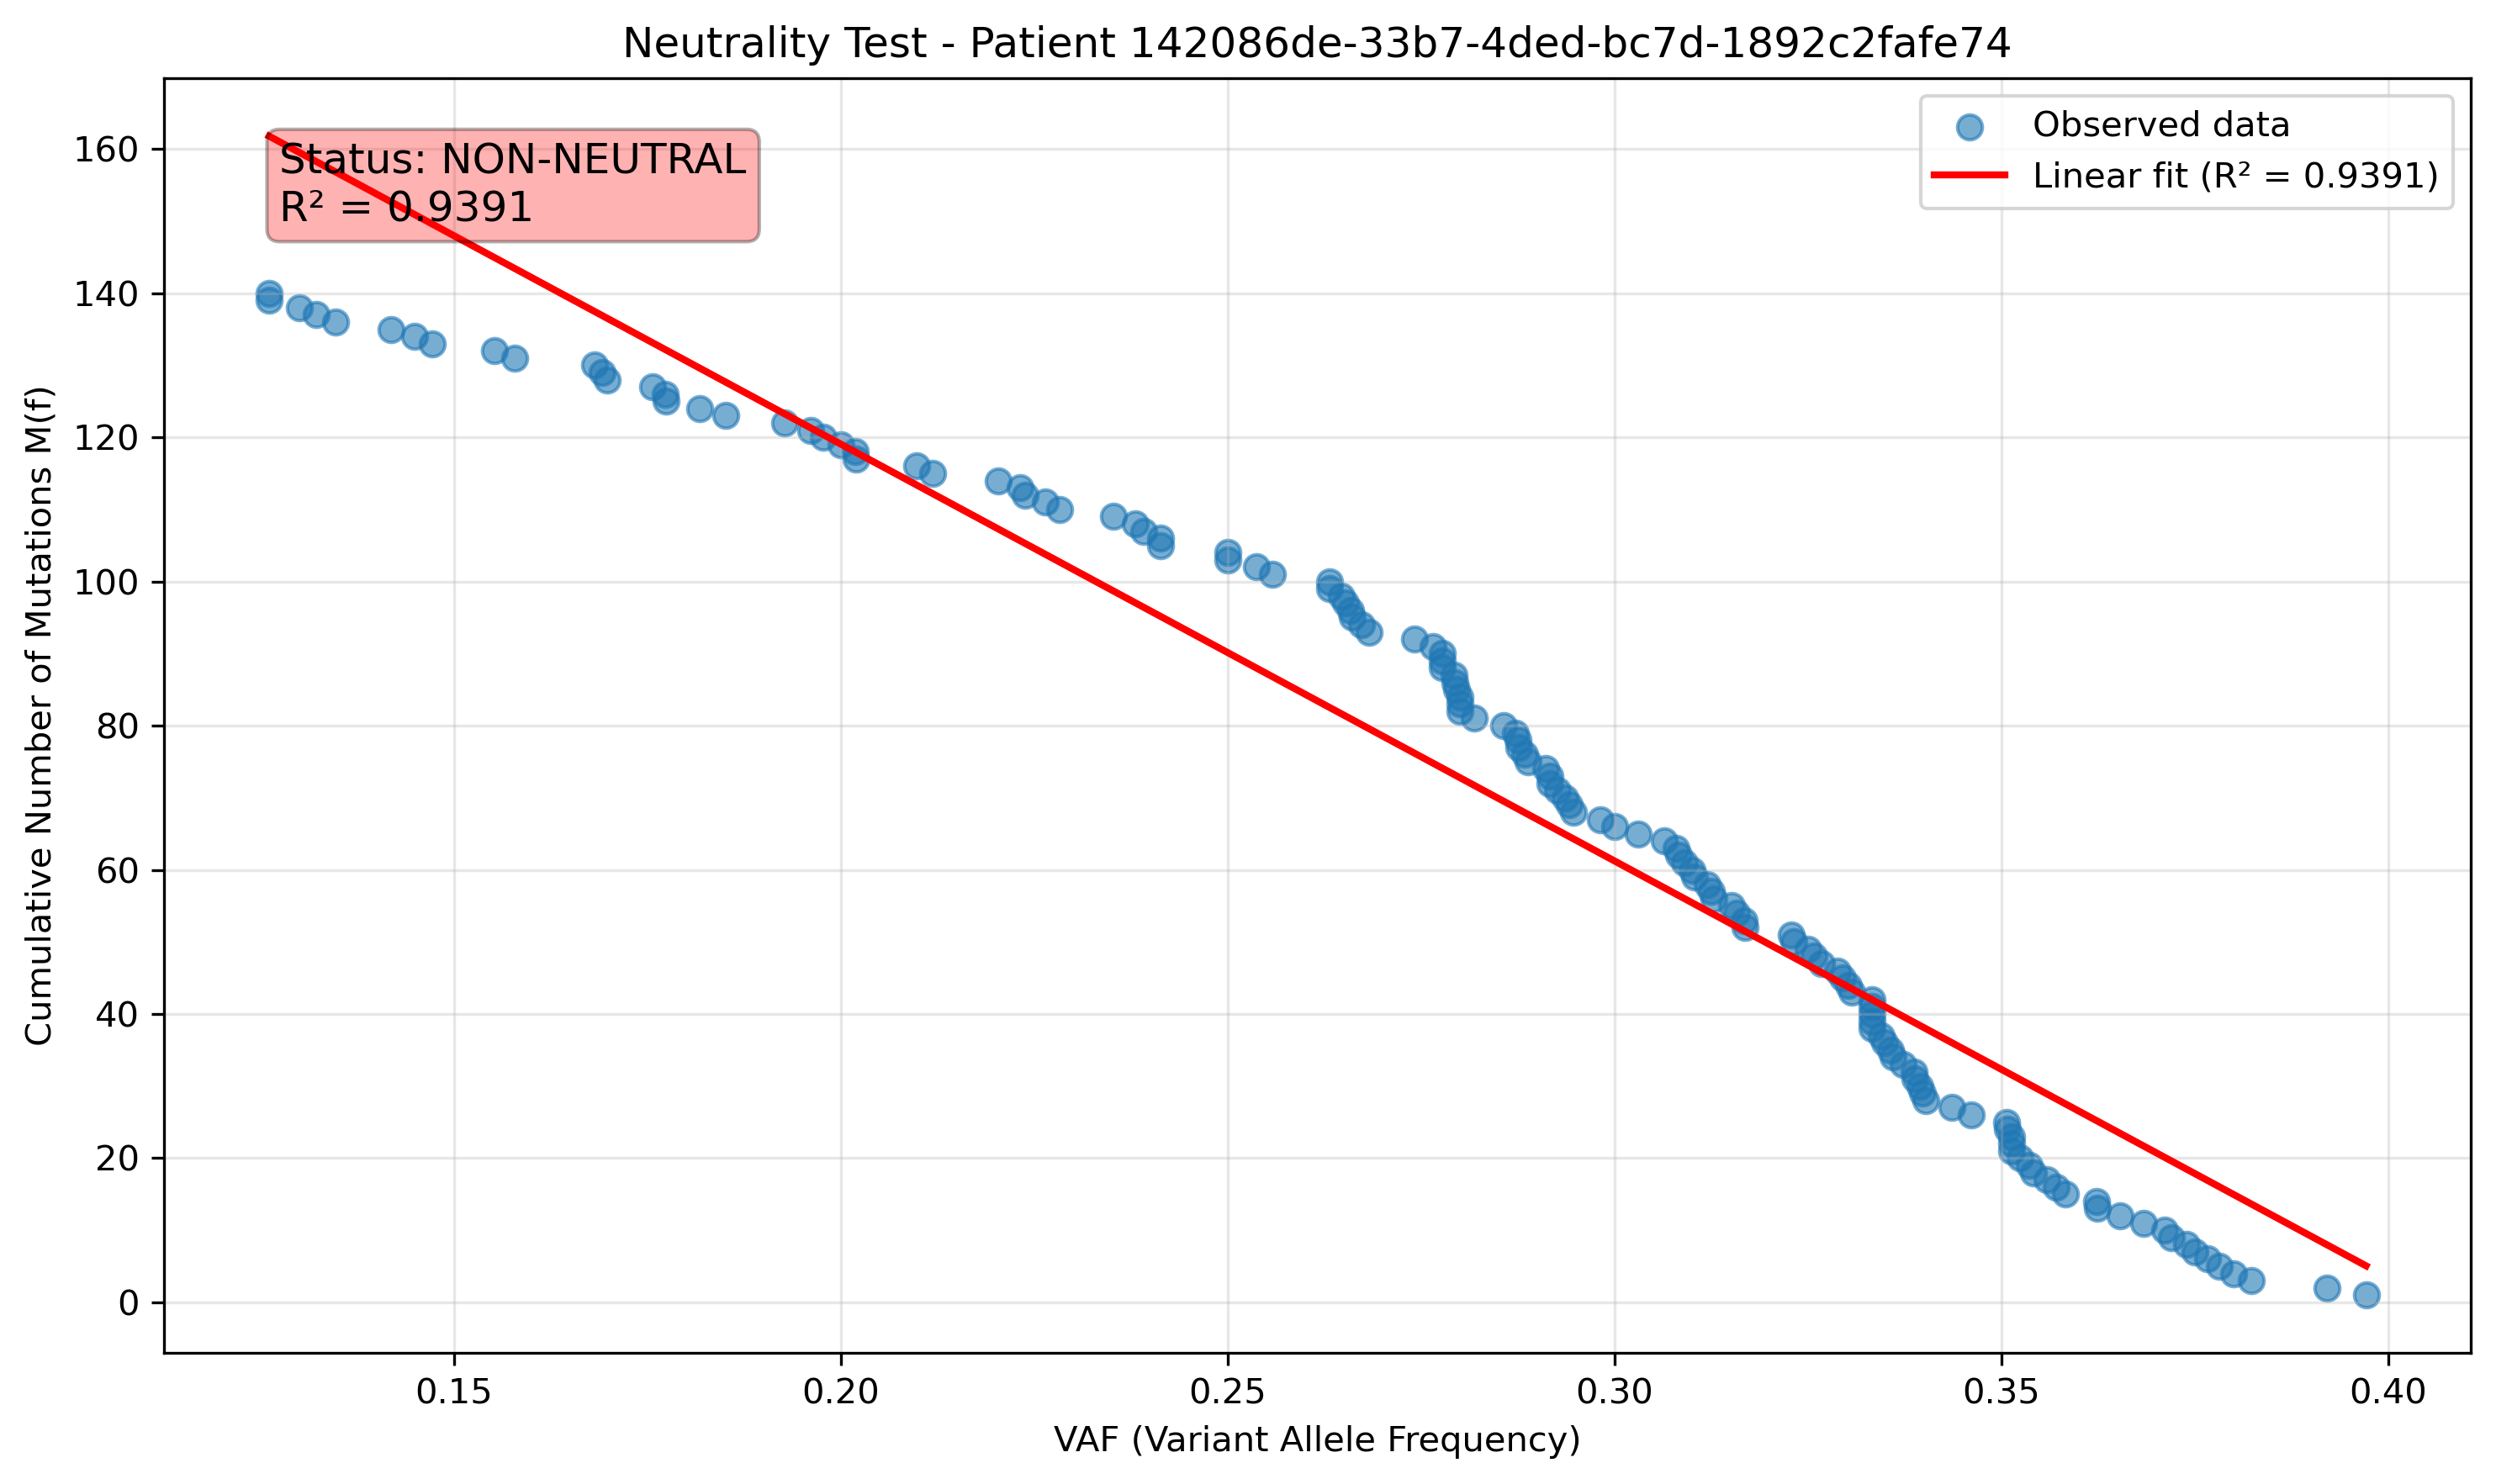 Neutrality Test - Patient 142086de-33b7-4ded-bc7d-1892c2fafe74
Observed data
Linear fit (R² = 0.9391)
Status: NON-NEUTRAL
R² = 0.9391
Cumulative Number of Mutations M(f)
160
140
120
100
80
60
40
20
0
0.15
0.20
0.25
0.30
0.35
0.40
VAF (Variant Allele Frequency)